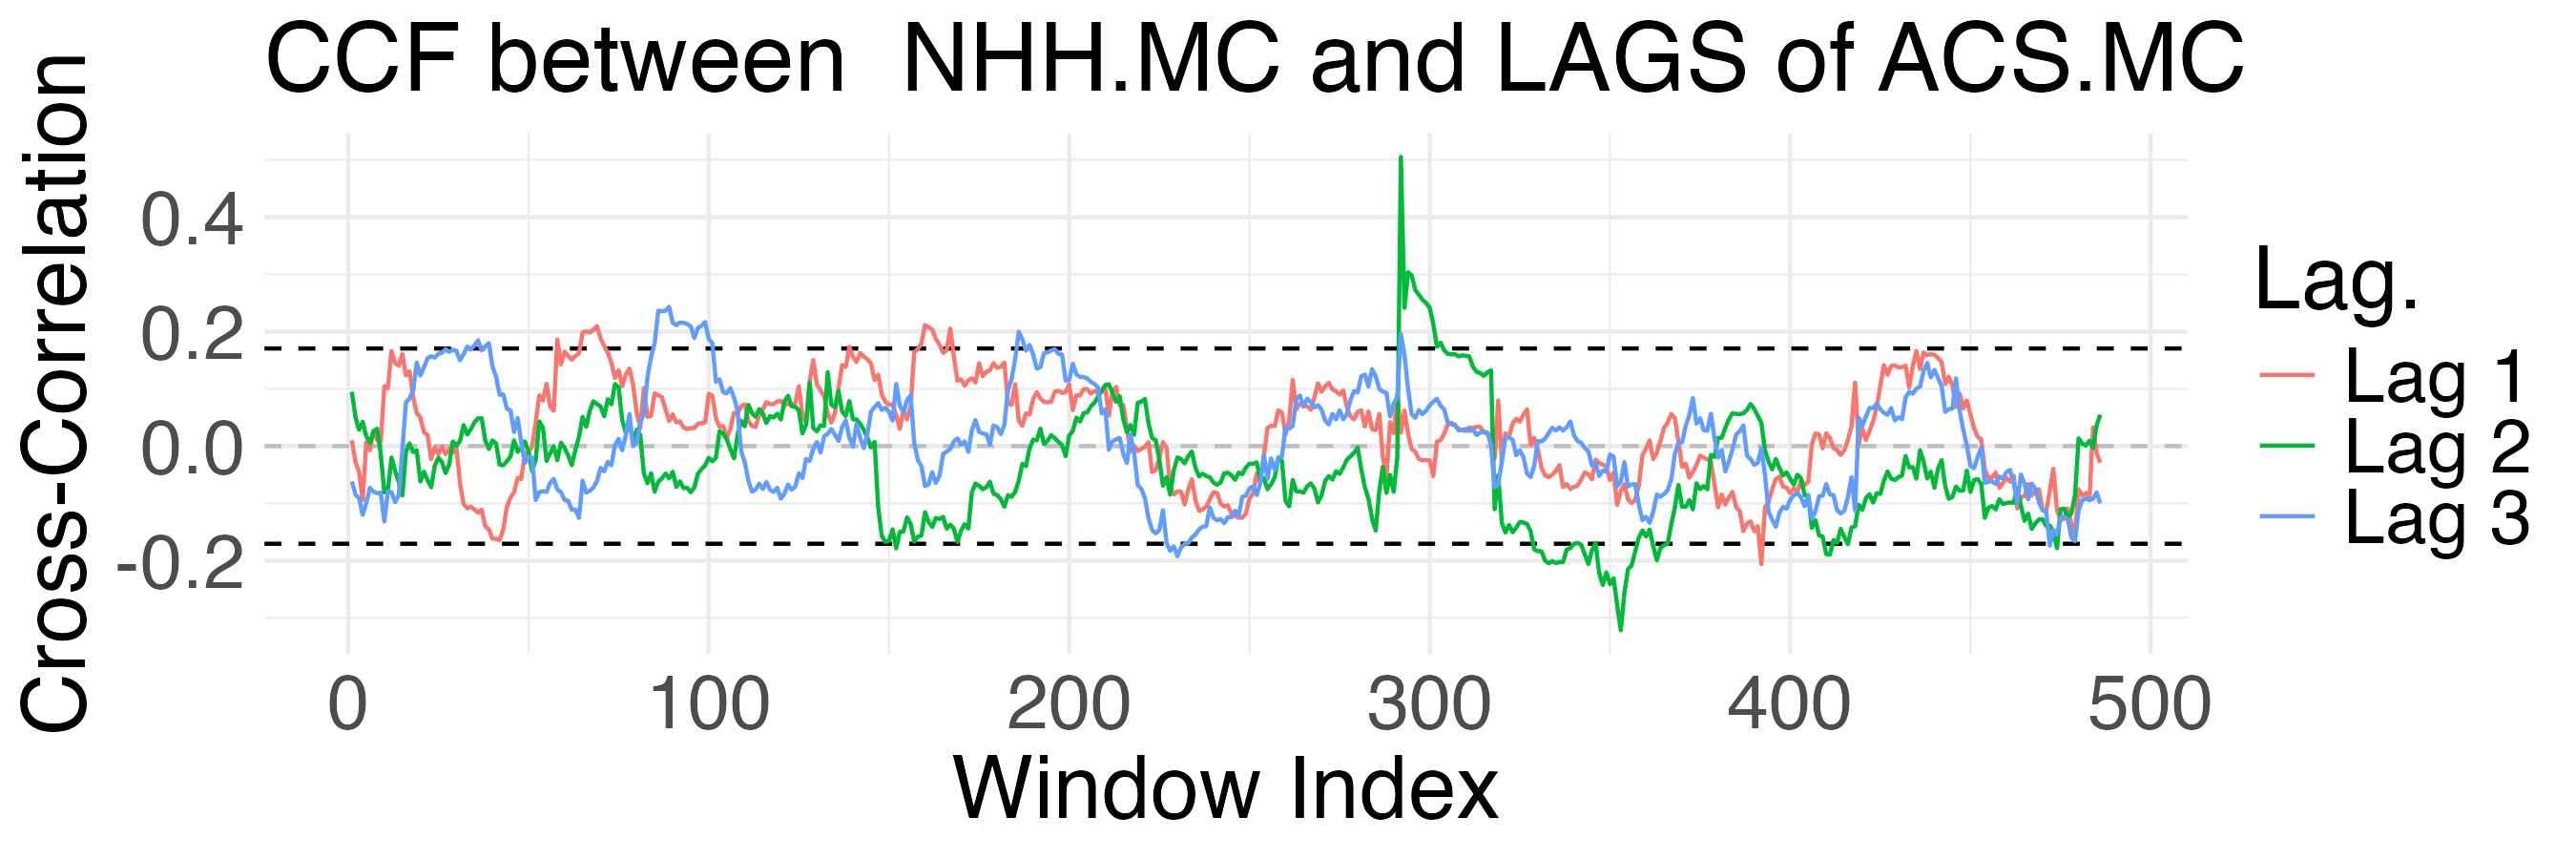 CCF between  NHH.MC and LAGS of ACS.MC
Cross-Correlation
0.4
0.2
0.0
-0.2
0 100 200 300 400 500
Window Index
Lag.
Lag 1
Lag 2
Lag 3